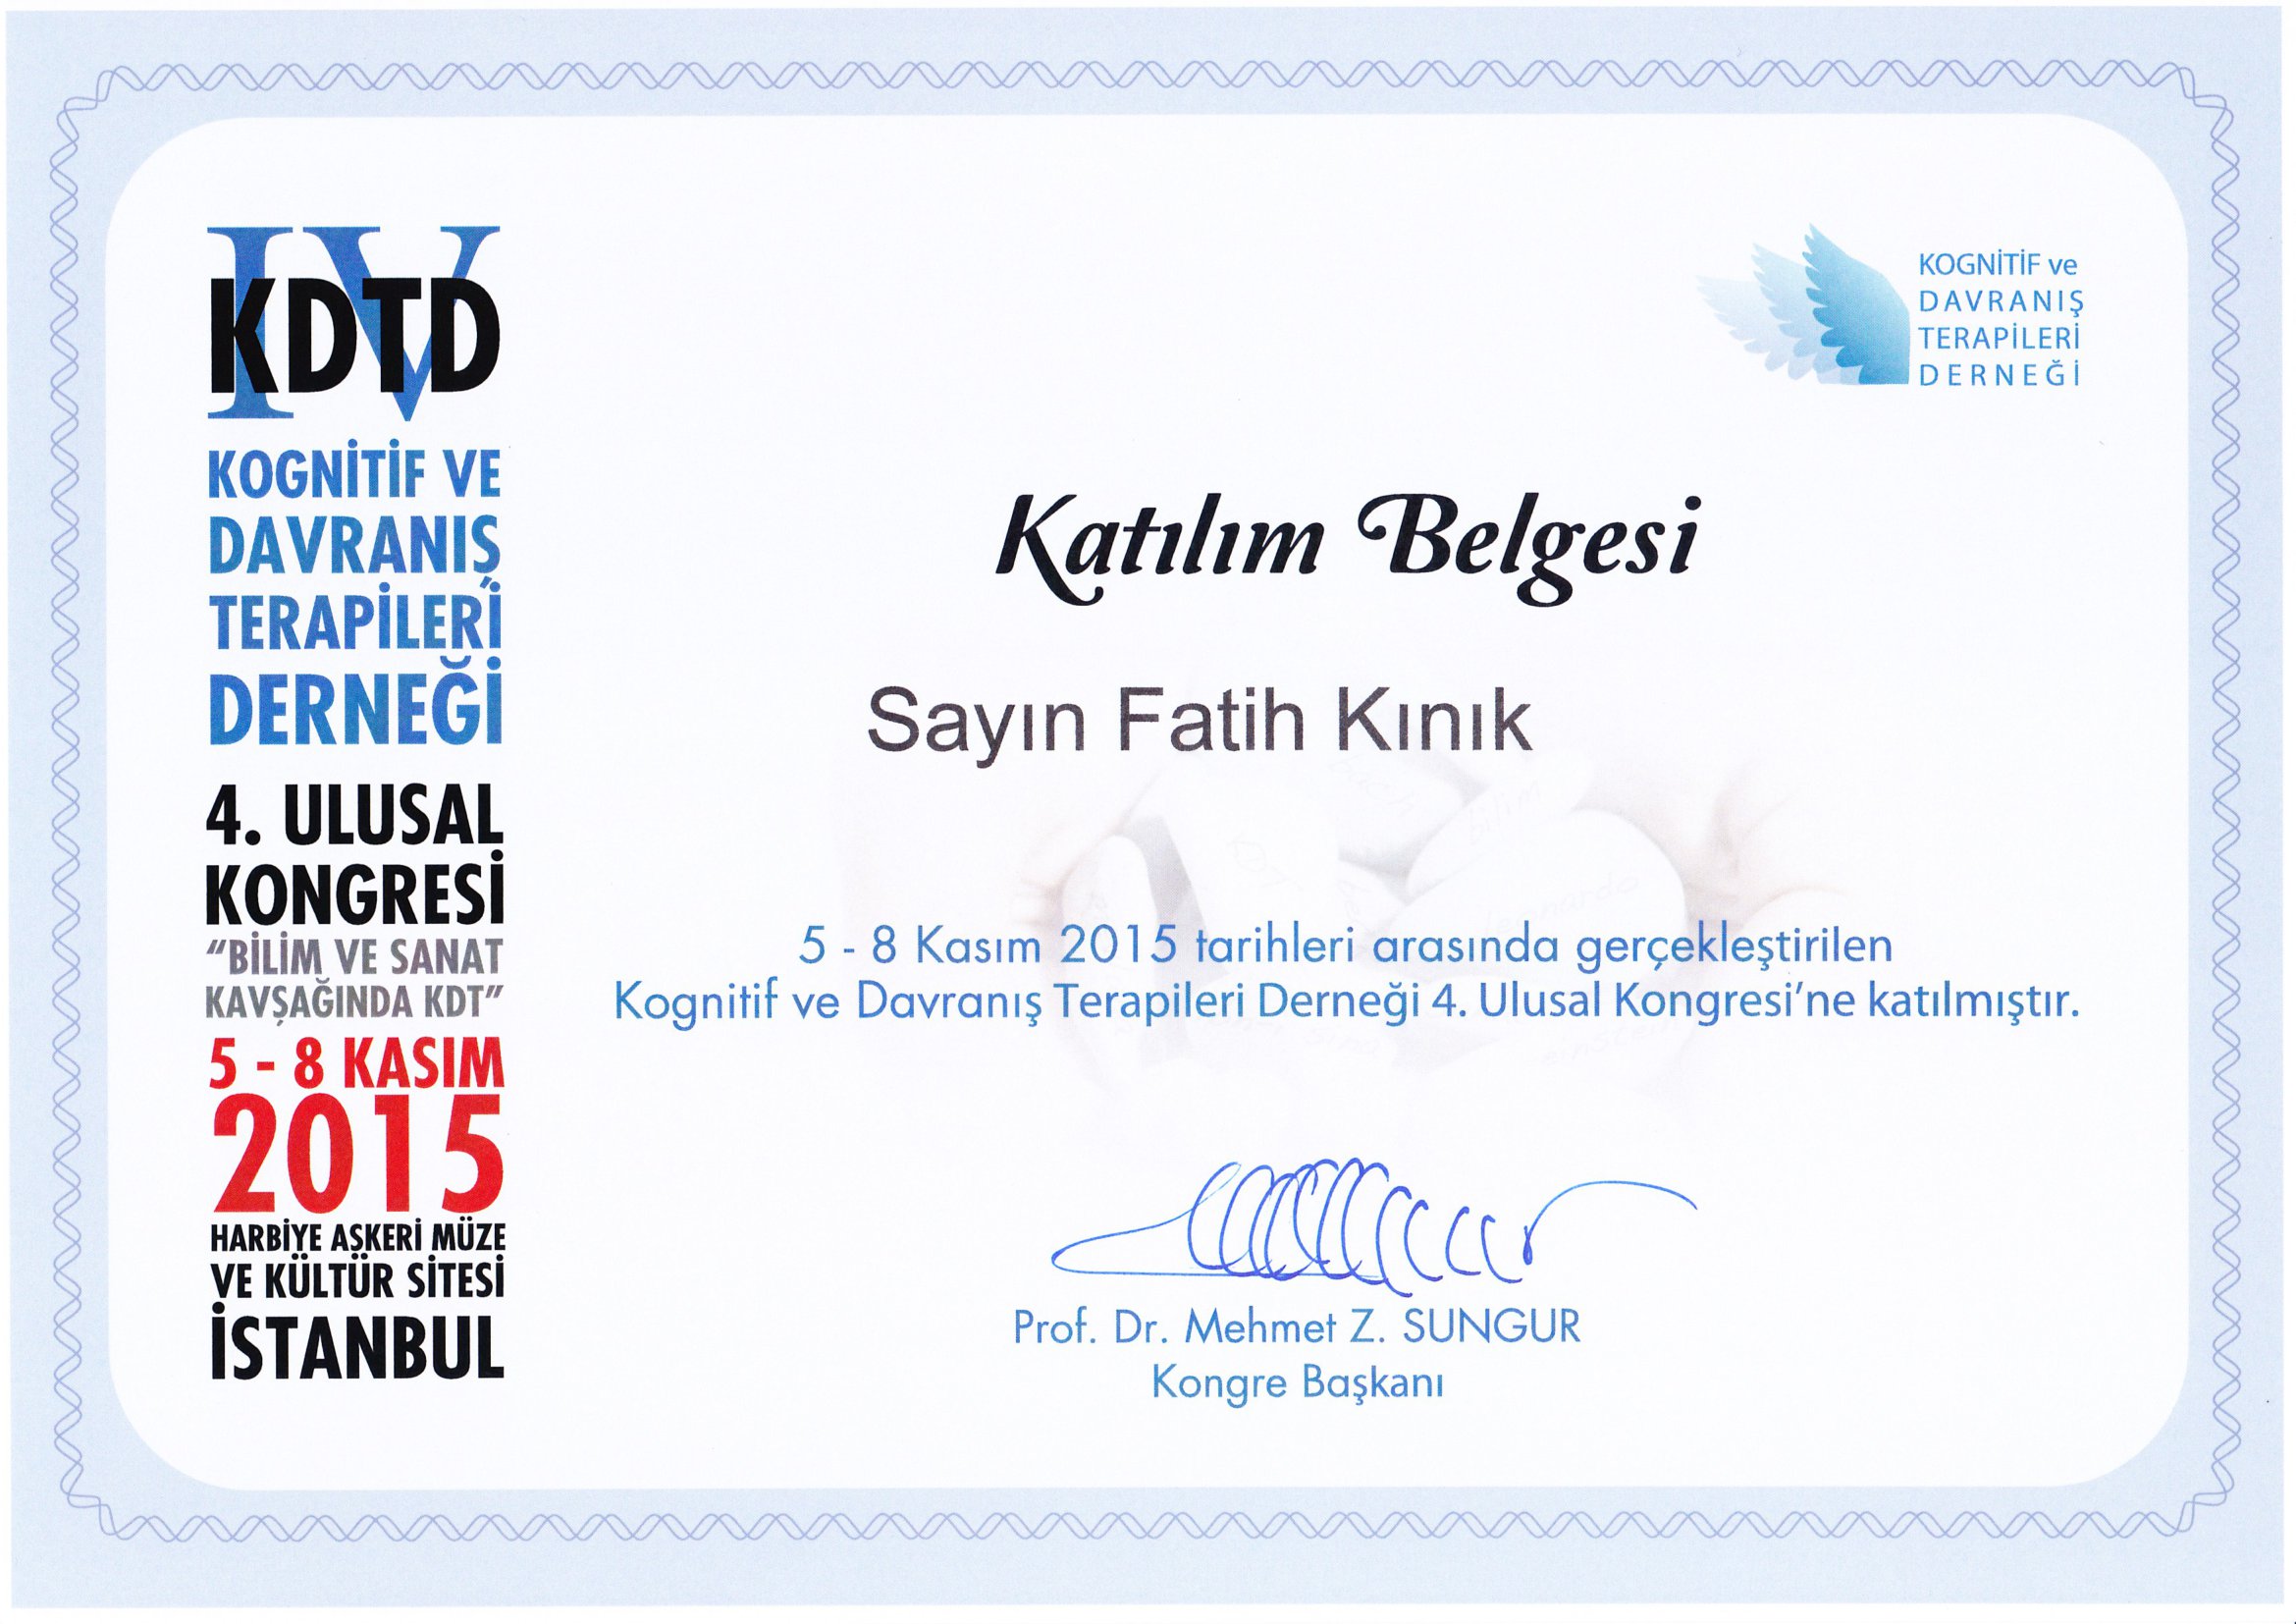 IV
KDTD
KOGNİTİF VE
DAVRANIŞ
TERAPİLERİ
DERNEĞİ
4. ULUSAL
KONGRESİ
“BİLİM VE SANAT
KAVŞAĞINDA KDT”
5 - 8 KASIM
2015
HARBİYE ASKERİ MÜZE
VE KÜLTÜR SİTESİ
İSTANBUL
KOGNİTİF ve
DAVRANIŞ
TERAPİLERİ
DERNEĞİ
Katılım Belgesi
Sayın Fatih Kınık
bilim
5 - 8 Kasım 2015 tarihleri arasında gerçekleştirilen
Kognitif ve Davranış Terapileri Derneği 4. Ulusal Kongresi’ne katılmıştır.
Prof. Dr. Mehmet Z. SUNGUR
Kongre Başkanı